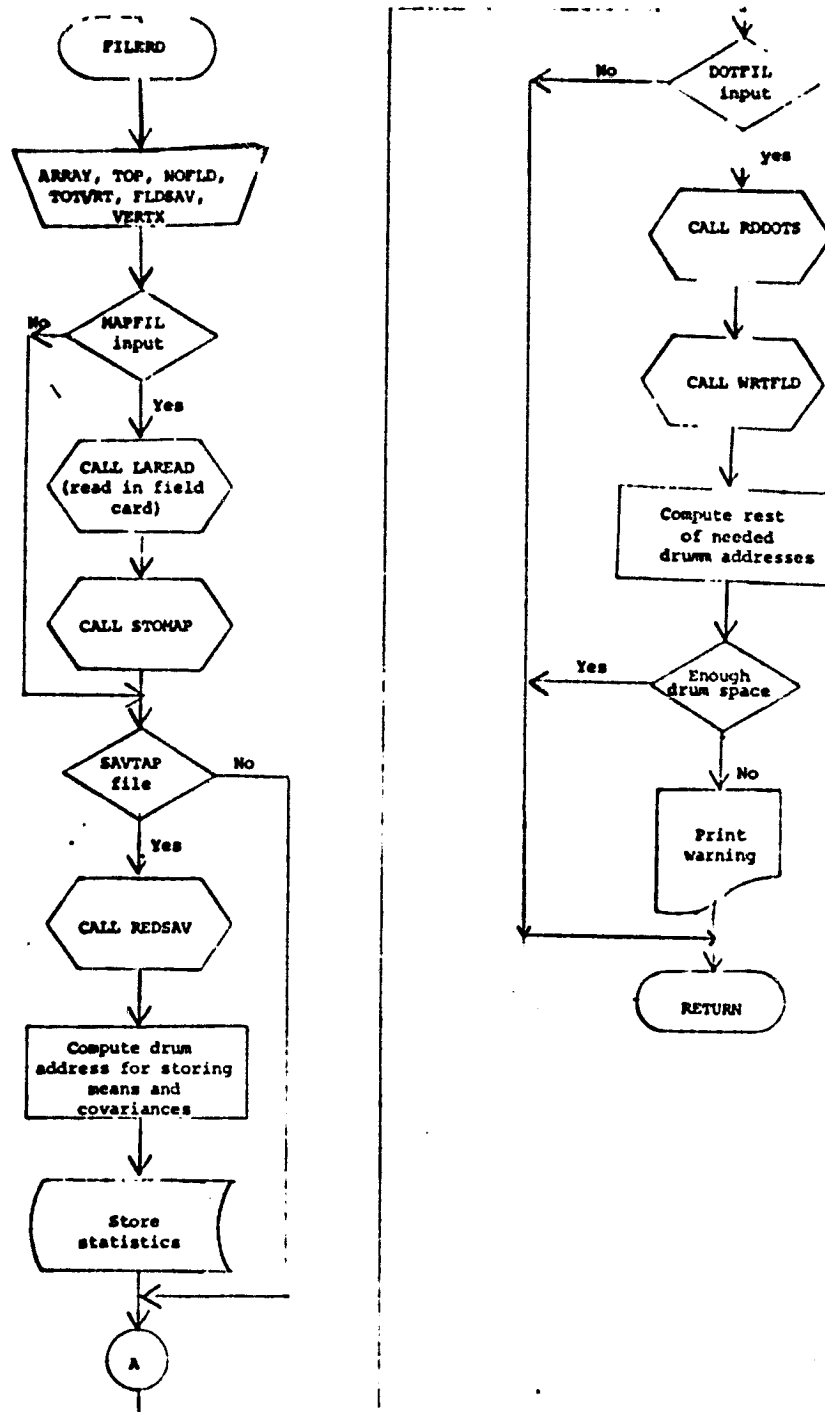 FILERD
ARRAY, TOP, NOFLD,
TOTVRT, FLDSAV,
VERTX
MAPFIL
input
No
Yes
CALL LAREAD
(read in field
card)
CALL STOMAP
SAVTAP
file
No
Yes
CALL REDSAV
Compute drum
address for storing
means and
covariances
Store
statistics
A
DOTFIL
input
No
yes
CALL RDDOTS
CALL WRTFLD
Compute rest
of needed
drumm addresses
Enough
drum space
Yes
No
Print
warning
RETURN